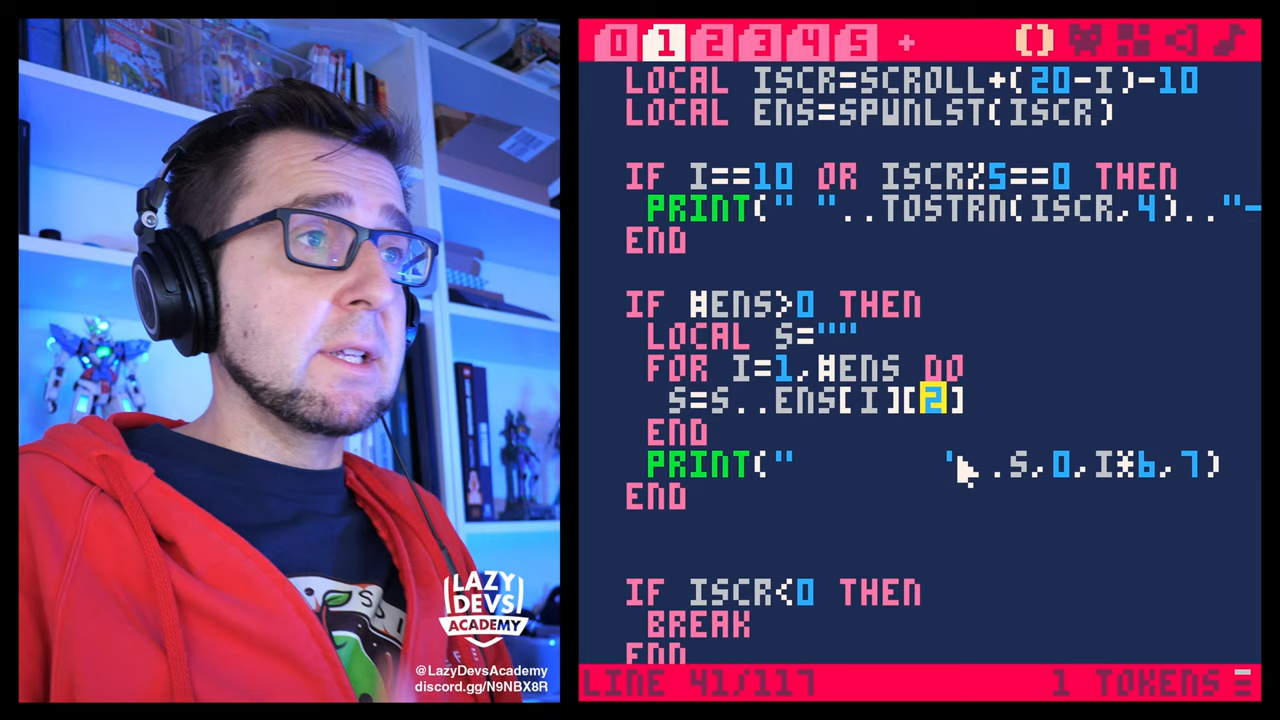 0 1 2 3 4 5 +
LOCAL ISCR=SCROLL+(20-I)-10
LOCAL ENS=SPWNLST(ISCR)
IF I==10 OR ISCR%5==0 THEN
PRINT(" "..TOSTRN(ISCR,4).."-
END
IF #ENS>0 THEN
LOCAL S=""
FOR I=1,#ENS DO
S=S..ENS[I][2]
END
PRINT("       "..S,0,I*6,7)
END
IF ISCR<0 THEN
BREAK
END
LINE 41/117 1 TOKENS
LAZY
DEVS
ACADEMY
@LazyDevsAcademy
discord.gg/N9NBX8R